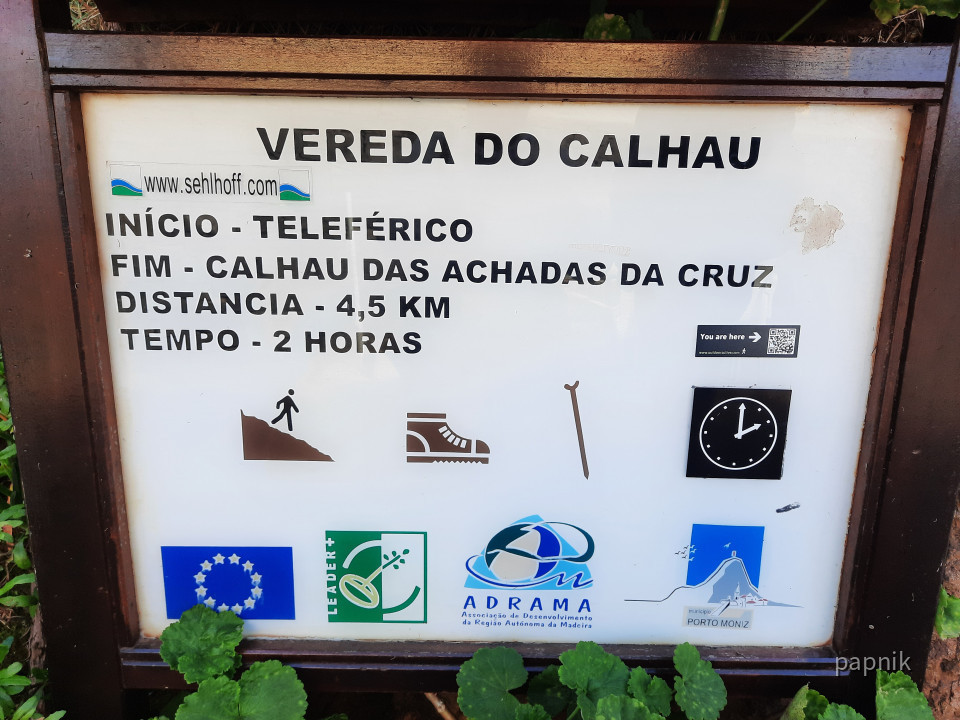 VEREDA DO CALHAU
www.sehlhoff.com
INÍCIO - TELEFÉRICO
FIM - CALHAU DAS ACHADAS DA CRUZ
DISTANCIA - 4,5 KM
TEMPO - 2 HORAS
You are here
LEADER+
ADRAMA
Associação de Desenvolvimento
da Região Autónoma da Madeira
município
PORTO MONIZ
papnik